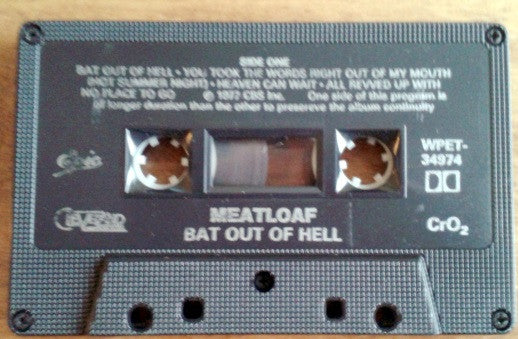 SIDE ONE
BAT OUT OF HELL • YOU TOOK THE WORDS RIGHT OUT OF MY MOUTH
(HOT SUMMER NIGHT) • HEAVEN CAN WAIT • ALL REVVED UP WITH
NO PLACE TO GO ℗ 1977 CBS Inc. One side of this program is
of longer duration than the other to preserve the album continuity
Epic
WPET-
34974
MEATLOAF
BAT OUT OF HELL
CrO₂